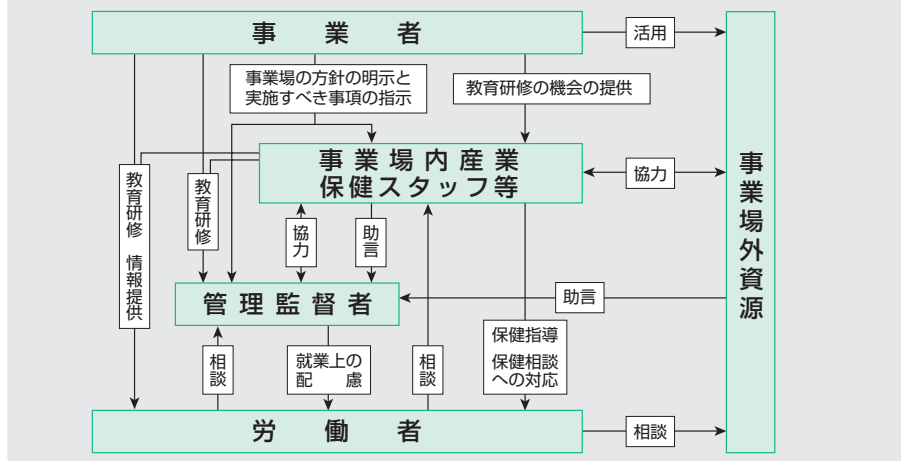 事業者
活用
事業場の方針の明示と
実施すべき事項の指示
教育研修の機会の提供
事業場内産業
保健スタッフ等
協力
事業場外資源
教育研修 情報提供
教育研修
協力
助言
管理監督者
助言
相談
就業上の
配慮
相談
保健指導
保健相談
への対応
労働者
相談